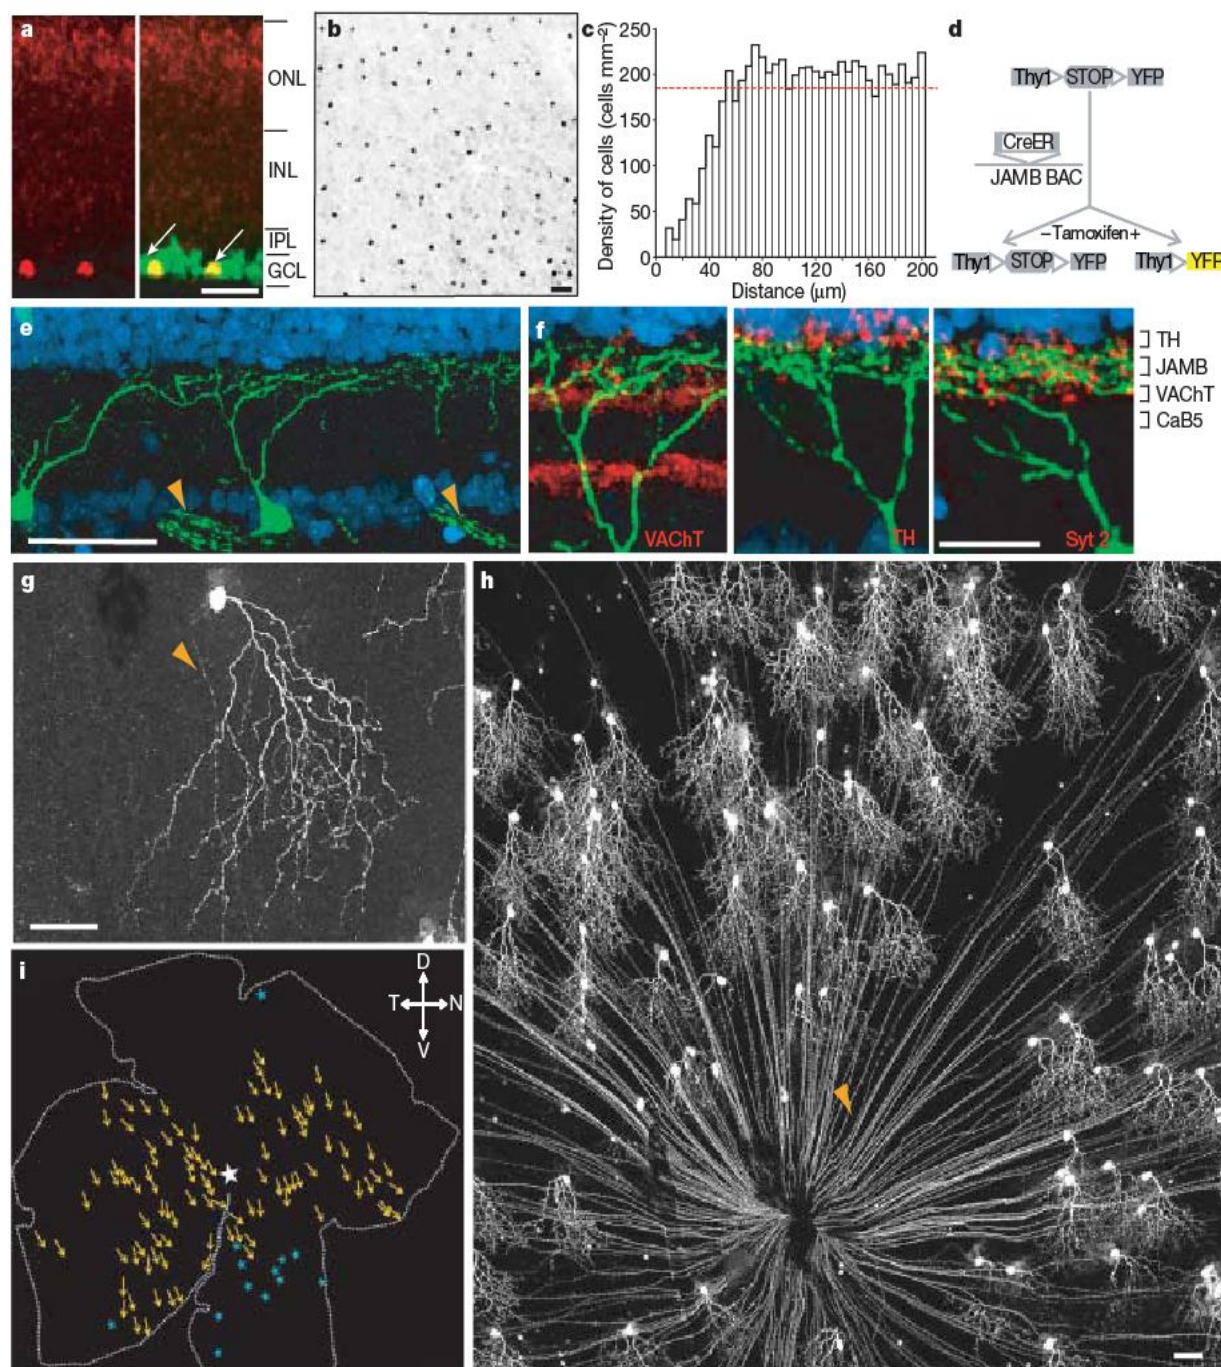 a
ONL
INL
IPL
GCL
b
c
Density of cells (cells mm⁻²)
250
200
150
100
50
0
0 40 80 120 160 200
Distance (μm)
d
Thy1 STOP YFP
CreER
JAMB BAC
–Tamoxifen+
Thy1 STOP YFP Thy1 YFP
e
f
VAChT
TH
Syt 2
TH
JAMB
VAChT
CaB5
g
h
i
D
T N
V